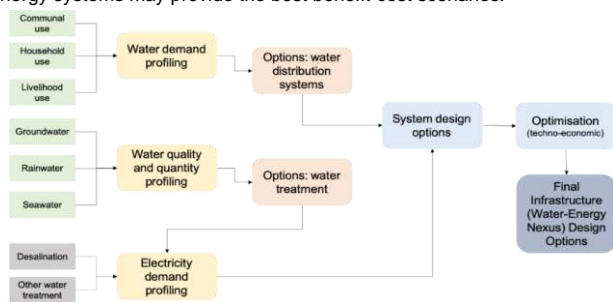 energy systems may provide the best benefit-cost scenario.
Communal
use
Household
use
Livelihood
use
Water demand
profiling
Options: water
distribution
systems
Groundwater
Rainwater
Seawater
Water quality
and quantity
profiling
Options: water
treatment
Desalination
Other water
treatment
Electricity
demand
profiling
System design
options
Optimisation
(techno-economic)
Final
Infrastructure
(Water-Energy
Nexus) Design
Options